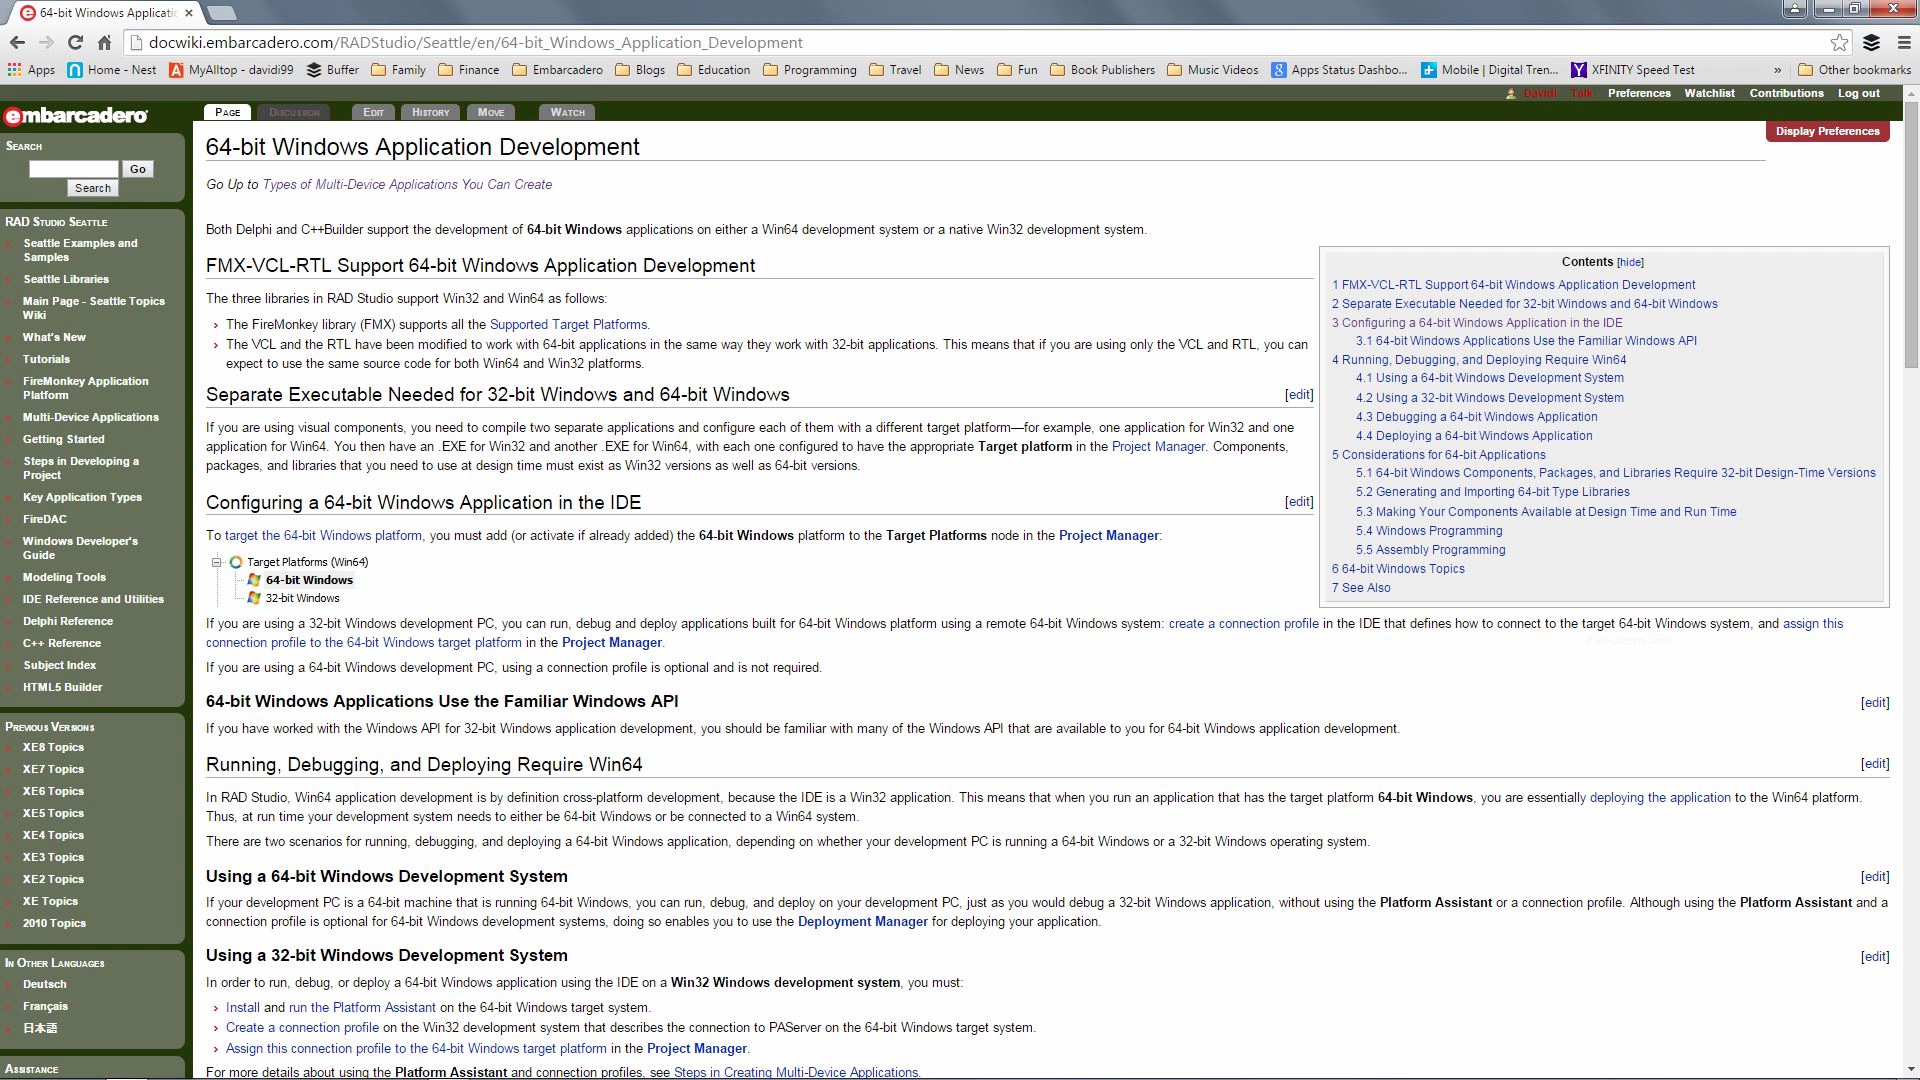 64-bit Windows Applicatio
docwiki.embarcadero.com/RADStudio/Seattle/en/64-bit_Windows_Application_Development
Apps Home - Nest MyAlltop - davidi99 Buffer Family Finance Embarcadero Blogs Education Programming Travel News Fun Book Publishers Music Videos Apps Status Dashbo... Mobile | Digital Tren... XFINITY Speed Test » Other bookmarks
Davidi Talk Preferences Watchlist Contributions Log out
embarcadero
Page Discussion Edit History Move Watch
Display Preferences
Search
Go
Search
RAD Studio Seattle
Seattle Examples and
Samples
Seattle Libraries
Main Page - Seattle Topics
Wiki
What's New
Tutorials
FireMonkey Application
Platform
Multi-Device Applications
Getting Started
Steps in Developing a
Project
Key Application Types
FireDAC
Windows Developer's
Guide
Modeling Tools
IDE Reference and Utilities
Delphi Reference
C++ Reference
Subject Index
HTML5 Builder
Previous Versions
XE8 Topics
XE7 Topics
XE6 Topics
XE5 Topics
XE4 Topics
XE3 Topics
XE2 Topics
XE Topics
2010 Topics
In Other Languages
Deutsch
Français
日本語
Assistance
64-bit Windows Application Development
Go Up to Types of Multi-Device Applications You Can Create
Both Delphi and C++Builder support the development of 64-bit Windows applications on either a Win64 development system or a native Win32 development system.
Contents [hide]
1 FMX-VCL-RTL Support 64-bit Windows Application Development
2 Separate Executable Needed for 32-bit Windows and 64-bit Windows
3 Configuring a 64-bit Windows Application in the IDE
3.1 64-bit Windows Applications Use the Familiar Windows API
4 Running, Debugging, and Deploying Require Win64
4.1 Using a 64-bit Windows Development System
4.2 Using a 32-bit Windows Development System
4.3 Debugging a 64-bit Windows Application
4.4 Deploying a 64-bit Windows Application
5 Considerations for 64-bit Applications
5.1 64-bit Windows Components, Packages, and Libraries Require 32-bit Design-Time Versions
5.2 Generating and Importing 64-bit Type Libraries
5.3 Making Your Components Available at Design Time and Run Time
5.4 Windows Programming
5.5 Assembly Programming
6 64-bit Windows Topics
7 See Also
FMX-VCL-RTL Support 64-bit Windows Application Development
The three libraries in RAD Studio support Win32 and Win64 as follows:
› The FireMonkey library (FMX) supports all the Supported Target Platforms.
› The VCL and the RTL have been modified to work with 64-bit applications in the same way they work with 32-bit applications. This means that if you are using only the VCL and RTL, you can
expect to use the same source code for both Win64 and Win32 platforms.
Separate Executable Needed for 32-bit Windows and 64-bit Windows [edit]
If you are using visual components, you need to compile two separate applications and configure each of them with a different target platform—for example, one application for Win32 and one
application for Win64. You then have an .EXE for Win32 and another .EXE for Win64, with each one configured to have the appropriate Target platform in the Project Manager. Components,
packages, and libraries that you need to use at design time must exist as Win32 versions as well as 64-bit versions.
Configuring a 64-bit Windows Application in the IDE [edit]
To target the 64-bit Windows platform, you must add (or activate if already added) the 64-bit Windows platform to the Target Platforms node in the Project Manager:
Target Platforms (Win64)
64-bit Windows
32-bit Windows
If you are using a 32-bit Windows development PC, you can run, debug and deploy applications built for 64-bit Windows platform using a remote 64-bit Windows system: create a connection profile in the IDE that defines how to connect to the target 64-bit Windows system, and assign this
connection profile to the 64-bit Windows target platform in the Project Manager.
If you are using a 64-bit Windows development PC, using a connection profile is optional and is not required.
64-bit Windows Applications Use the Familiar Windows API [edit]
If you have worked with the Windows API for 32-bit Windows application development, you should be familiar with many of the Windows API that are available to you for 64-bit Windows application development.
Running, Debugging, and Deploying Require Win64 [edit]
In RAD Studio, Win64 application development is by definition cross-platform development, because the IDE is a Win32 application. This means that when you run an application that has the target platform 64-bit Windows, you are essentially deploying the application to the Win64 platform.
Thus, at run time your development system needs to either be 64-bit Windows or be connected to a Win64 system.
There are two scenarios for running, debugging, and deploying a 64-bit Windows application, depending on whether your development PC is running a 64-bit Windows or a 32-bit Windows operating system.
Using a 64-bit Windows Development System [edit]
If your development PC is a 64-bit machine that is running 64-bit Windows, you can run, debug, and deploy on your development PC, just as you would debug a 32-bit Windows application, without using the Platform Assistant or a connection profile. Although using the Platform Assistant and a
connection profile is optional for 64-bit Windows development systems, doing so enables you to use the Deployment Manager for deploying your application.
Using a 32-bit Windows Development System [edit]
In order to run, debug, or deploy a 64-bit Windows application using the IDE on a Win32 Windows development system, you must:
› Install and run the Platform Assistant on the 64-bit Windows target system.
› Create a connection profile on the Win32 development system that describes the connection to PAServer on the 64-bit Windows target system.
› Assign this connection profile to the 64-bit Windows target platform in the Project Manager.
For more details about using the Platform Assistant and connection profiles, see Steps in Creating Multi-Device Applications.